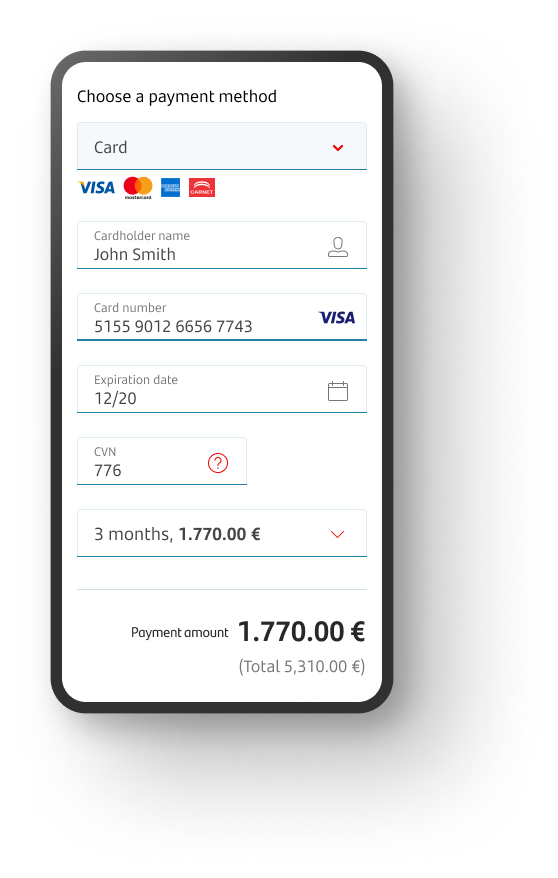 Choose a payment method
Card
VISA mastercard AMERICAN EXPRESS CARNET
Cardholder name
John Smith
Card number
5155 9012 6656 7743 VISA
Expiration date
12/20
CVN
776
3 months, 1.770.00 €
Payment amount 1.770.00 €
(Total 5,310.00 €)